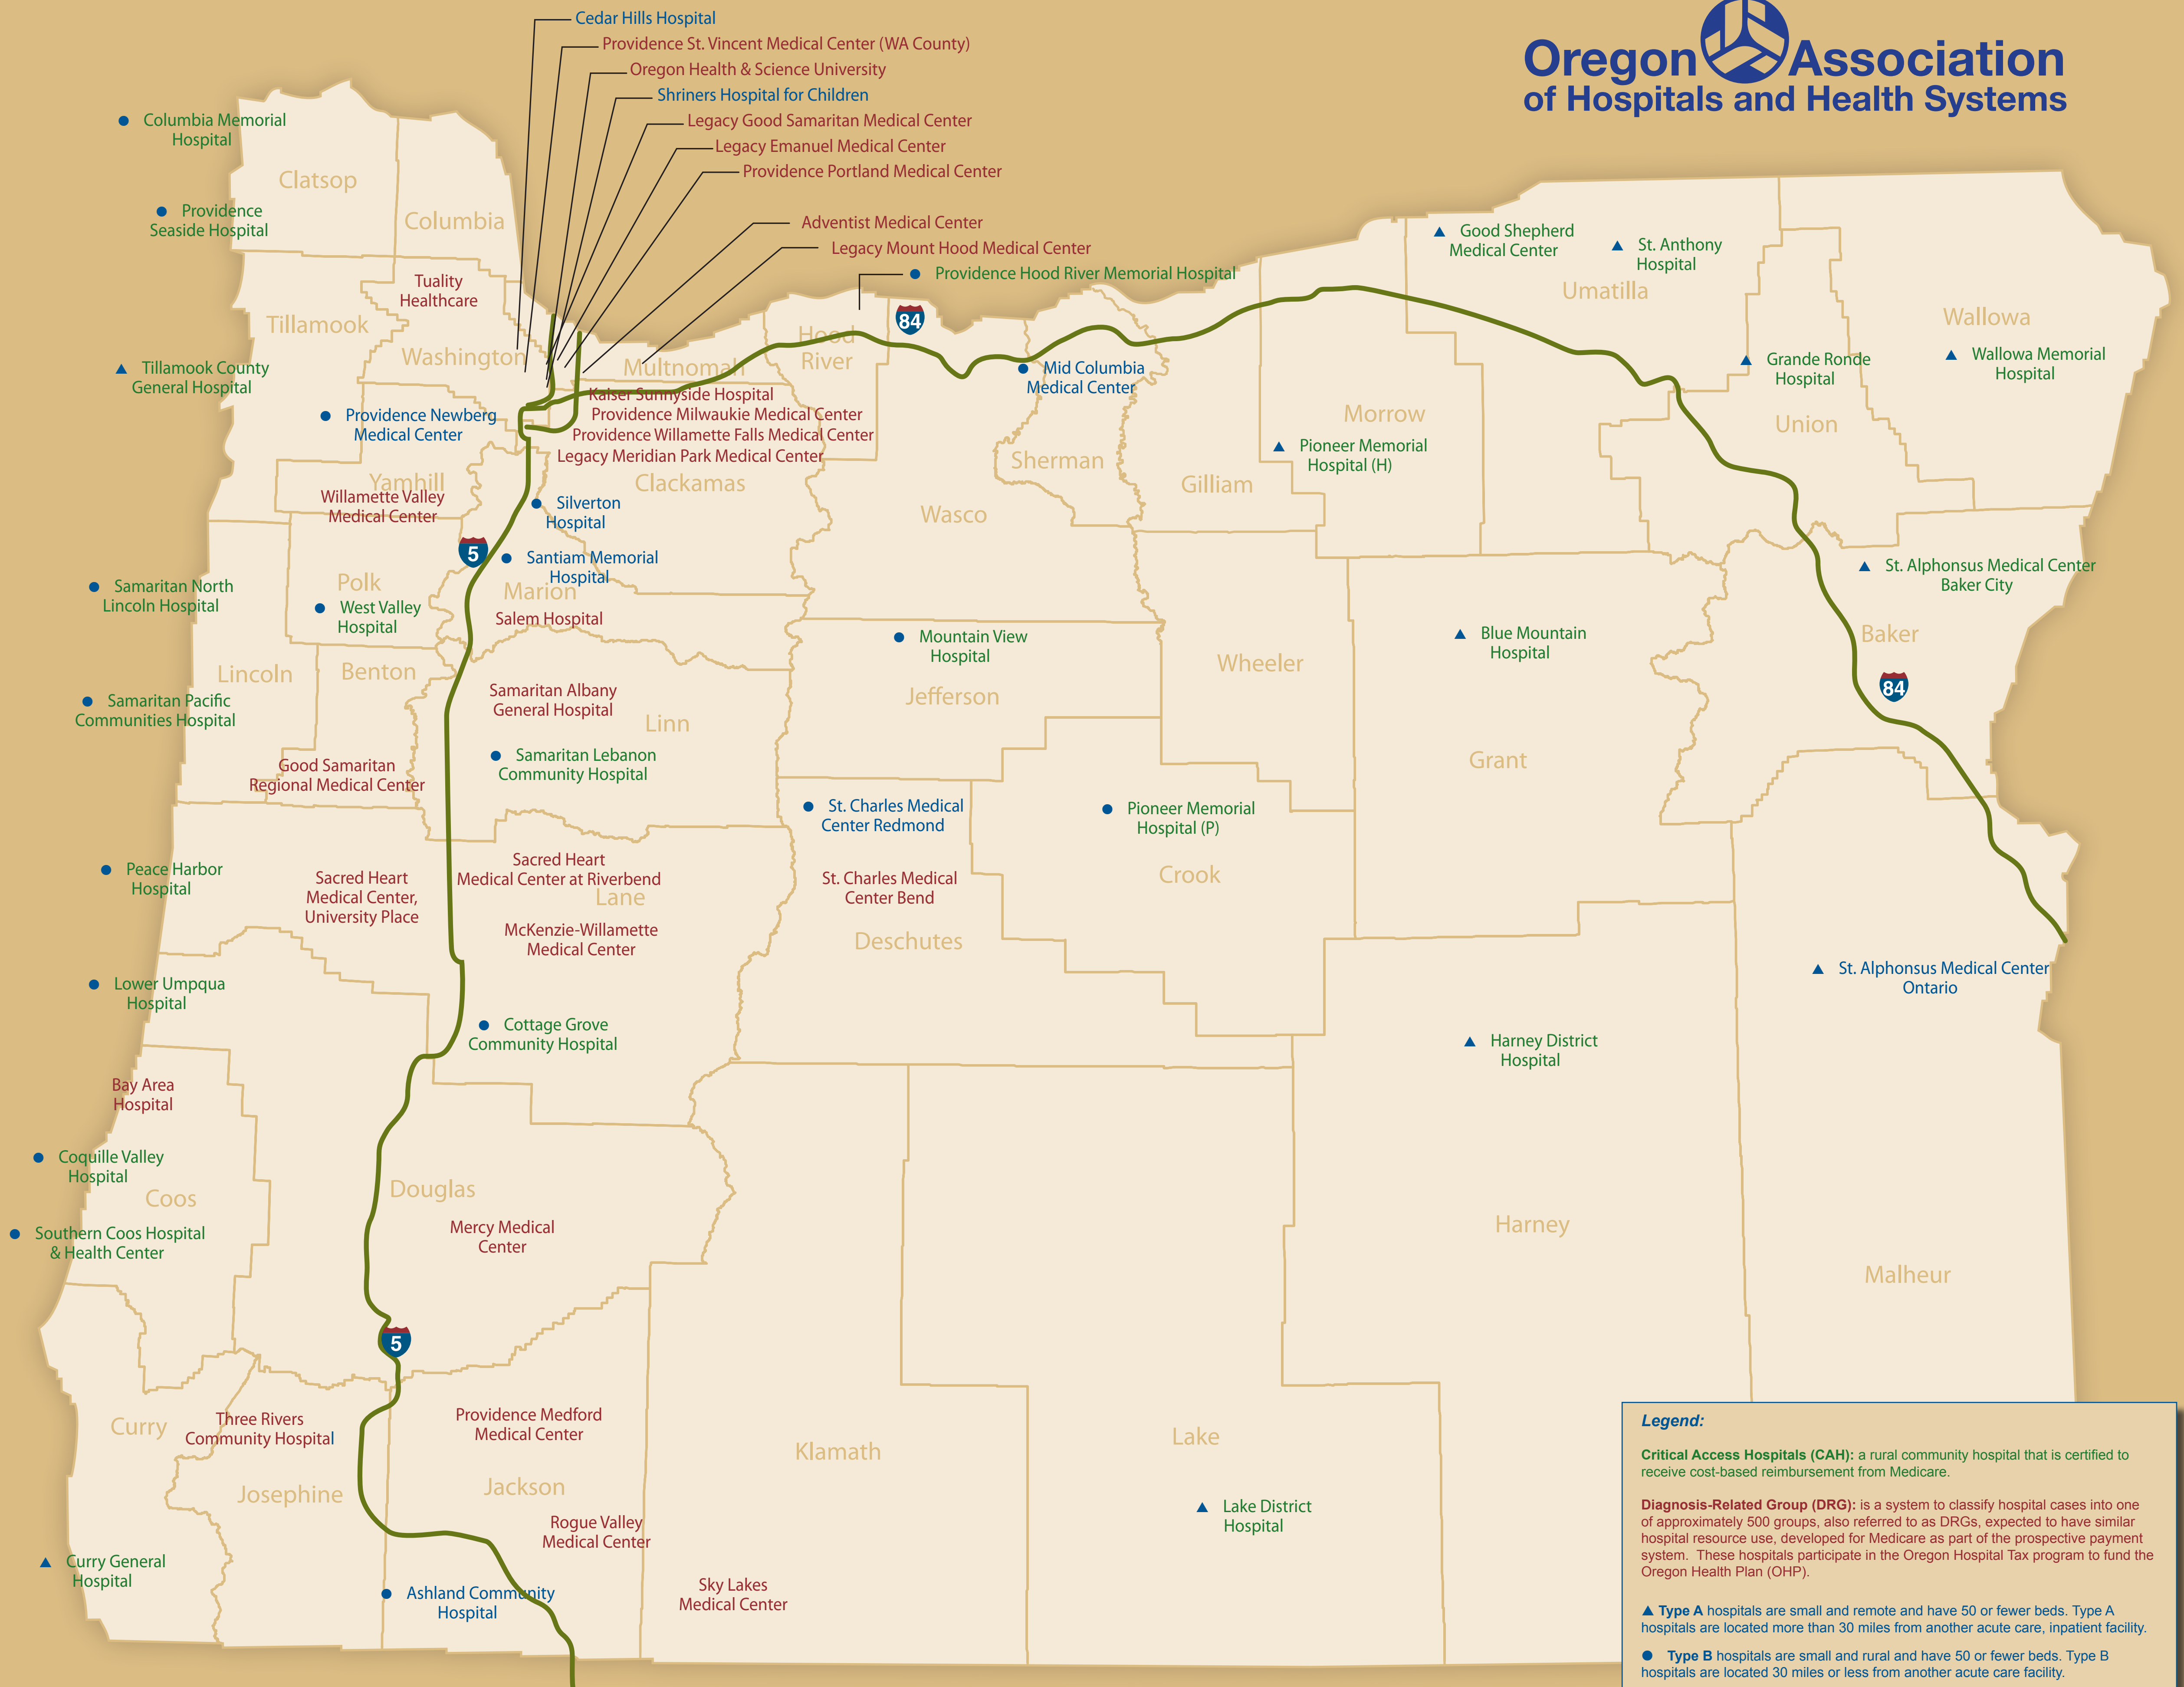 Oregon Association
of Hospitals and Health Systems
Cedar Hills Hospital
Providence St. Vincent Medical Center (WA County)
Oregon Health & Science University
Shriners Hospital for Children
Legacy Good Samaritan Medical Center
Legacy Emanuel Medical Center
Providence Portland Medical Center
Adventist Medical Center
Legacy Mount Hood Medical Center
Providence Hood River Memorial Hospital
Columbia Memorial
Hospital
Clatsop
Providence
Seaside Hospital
Columbia
Tuality
Healthcare
Tillamook
Washington
Multnomah
Hood
River
84
Tillamook County
General Hospital
Providence Newberg
Medical Center
Kaiser Sunnyside Hospital
Providence Milwaukie Medical Center
Providence Willamette Falls Medical Center
Legacy Meridian Park Medical Center
Clackamas
Mid Columbia
Medical Center
Good Shepherd
Medical Center
St. Anthony
Hospital
Umatilla
Wallowa
Grande Ronde
Hospital
Wallowa Memorial
Hospital
Union
Morrow
Pioneer Memorial
Hospital (H)
Sherman
Gilliam
Wasco
Yamhill
Willamette Valley
Medical Center
Silverton
Hospital
5
Santiam Memorial
Hospital
Marion
Salem Hospital
Polk
West Valley
Hospital
Samaritan North
Lincoln Hospital
Lincoln
Benton
Samaritan Pacific
Communities Hospital
Samaritan Albany
General Hospital
Linn
Samaritan Lebanon
Community Hospital
Good Samaritan
Regional Medical Center
Mountain View
Hospital
Jefferson
Wheeler
Blue Mountain
Hospital
Grant
St. Alphonsus Medical Center
Baker City
Baker
84
St. Charles Medical
Center Redmond
Pioneer Memorial
Hospital (P)
Crook
St. Charles Medical
Center Bend
Deschutes
Peace Harbor
Hospital
Sacred Heart
Medical Center,
University Place
Sacred Heart
Medical Center at Riverbend
Lane
McKenzie-Willamette
Medical Center
Lower Umpqua
Hospital
Cottage Grove
Community Hospital
St. Alphonsus Medical Center
Ontario
Harney District
Hospital
Harney
Malheur
Bay Area
Hospital
Coquille Valley
Hospital
Coos
Southern Coos Hospital
& Health Center
Douglas
Mercy Medical
Center
5
Curry
Three Rivers
Community Hospital
Josephine
Providence Medford
Medical Center
Jackson
Rogue Valley
Medical Center
Klamath
Lake
Lake District
Hospital
Curry General
Hospital
Ashland Community
Hospital
Sky Lakes
Medical Center
Legend:
Critical Access Hospitals (CAH): a rural community hospital that is certified to
receive cost-based reimbursement from Medicare.
Diagnosis-Related Group (DRG): is a system to classify hospital cases into one
of approximately 500 groups, also referred to as DRGs, expected to have similar
hospital resource use, developed for Medicare as part of the prospective payment
system. These hospitals participate in the Oregon Hospital Tax program to fund the
Oregon Health Plan (OHP).
Type A hospitals are small and remote and have 50 or fewer beds. Type A
hospitals are located more than 30 miles from another acute care, inpatient facility.
Type B hospitals are small and rural and have 50 or fewer beds. Type B
hospitals are located 30 miles or less from another acute care facility.